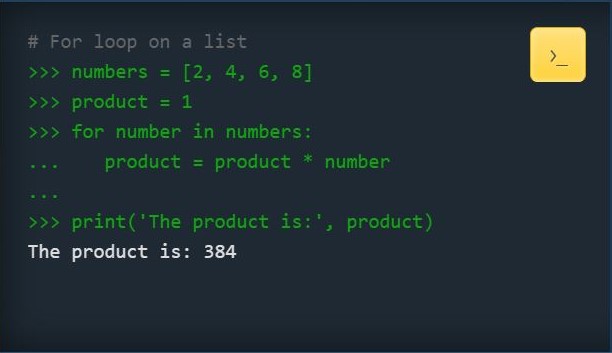 # For loop on a list
>>> numbers = [2, 4, 6, 8]
>>> product = 1
>>> for number in numbers:
...    product = product * number
...
>>> print('The product is:', product)
The product is: 384
>_